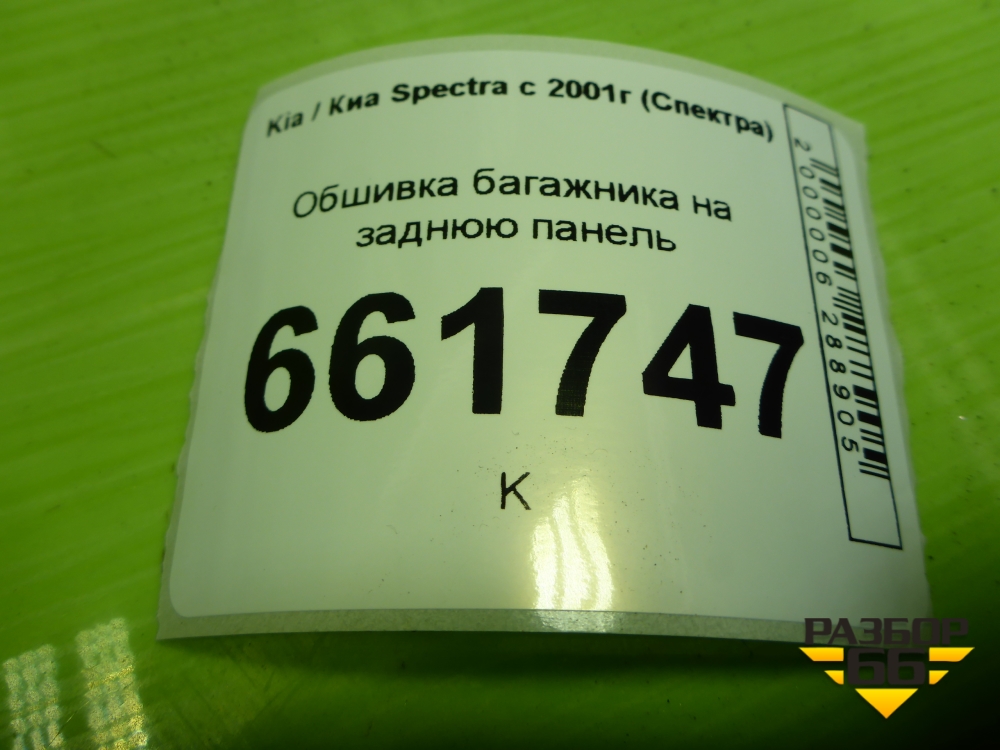 Kia / Киа Spectra с 2001г (Спектра)
Обшивка багажника на
заднюю панель
661747
К
2000006288905
РАЗБОР
66